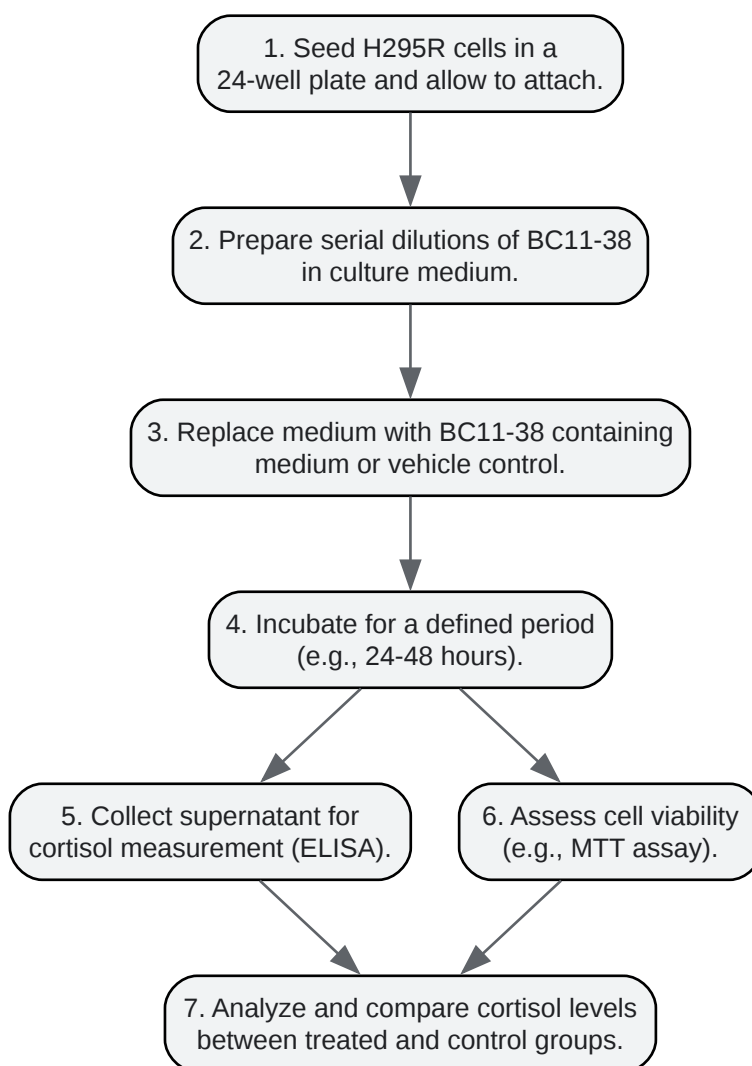 1. Seed H295R cells in a
24-well plate and allow to attach.
2. Prepare serial dilutions of BC11-38
in culture medium.
3. Replace medium with BC11-38 containing
medium or vehicle control.
4. Incubate for a defined period
(e.g., 24-48 hours).
5. Collect supernatant for
cortisol measurement (ELISA).
6. Assess cell viability
(e.g., MTT assay).
7. Analyze and compare cortisol levels
between treated and control groups.